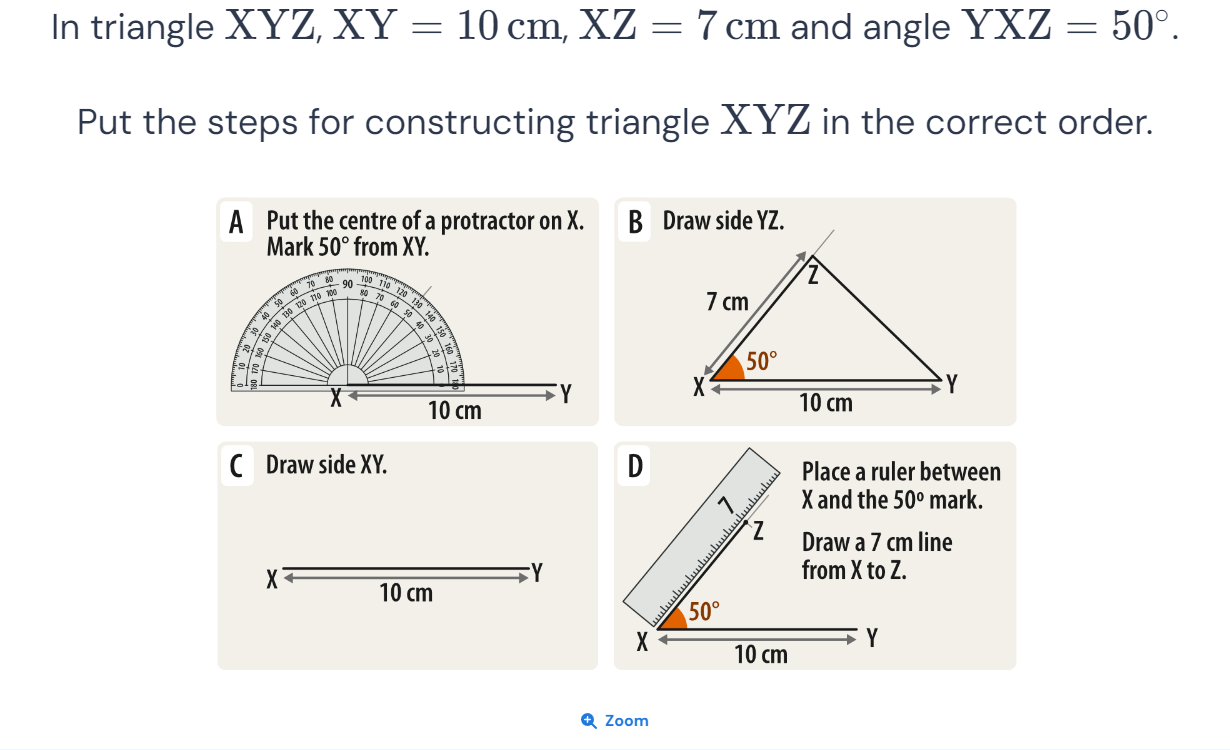 In triangle XYZ, XY = 10 cm, XZ = 7 cm and angle YXZ = 50°.
Put the steps for constructing triangle XYZ in the correct order.
A Put the centre of a protractor on X.
Mark 50° from XY.
0 10 20 30 40 50 60 70 80 90 100 110 120 130 140 150 160 170 180
180 170 160 150 140 130 120 110 100 80 70 60 50 40 30 20 10
X Y
10 cm
B Draw side YZ.
Z
7 cm
50°
X Y
10 cm
C Draw side XY.
X Y
10 cm
D Place a ruler between
X and the 50º mark.
Draw a 7 cm line
from X to Z.
7
Z
50°
X Y
10 cm
Zoom